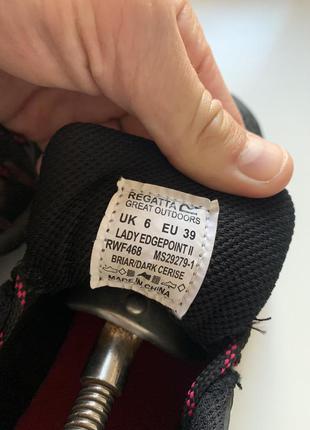 REGATTA
GREAT OUTDOORS
UK 6 EU 39
LADY EDGEPOINT II
RWF468 MS29279-1
BRIAR/DARK CERISE
MADE IN CHINA